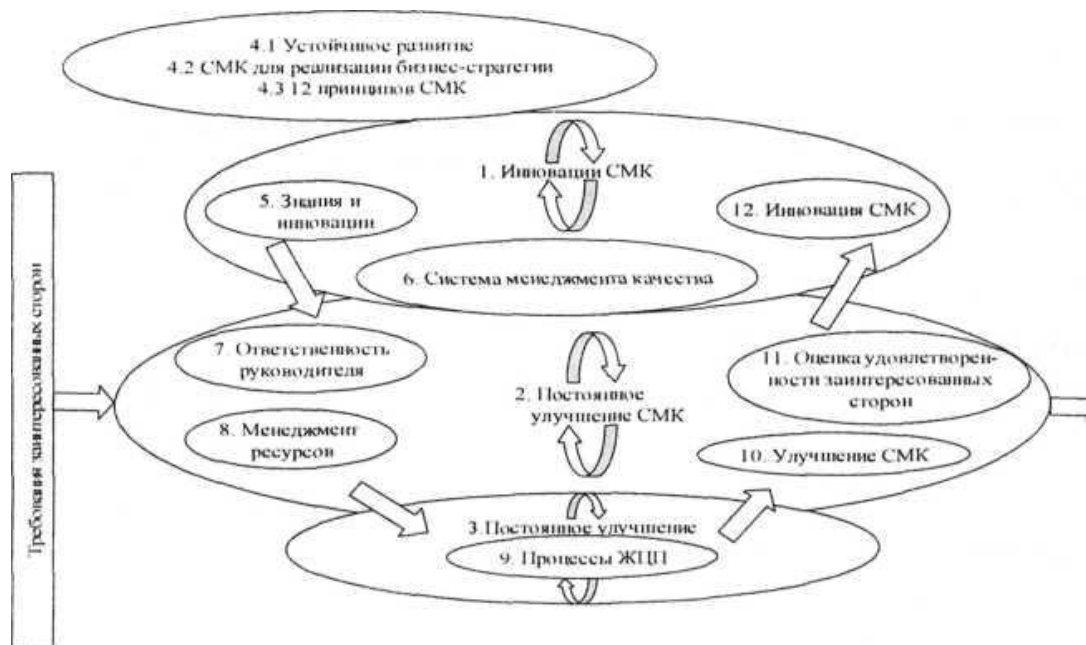 4.1 Устойчивое развитие
4.2 СМК для реализации бизнес-стратегии
4.3 12 принципов СМК
1. Инновации СМК
5. Знания и
инновации
12. Инновация СМК
6. Система менеджмента качества
Требования заинтересованных сторон
7. Ответственность
руководителя
2. Постоянное
улучшение СМК
11. Оценка удовлетворен-
ности заинтересованных
сторон
8. Менеджмент
ресурсов
10. Улучшение СМК
3.Постоянное улучшение
9. Процессы ЖЦП